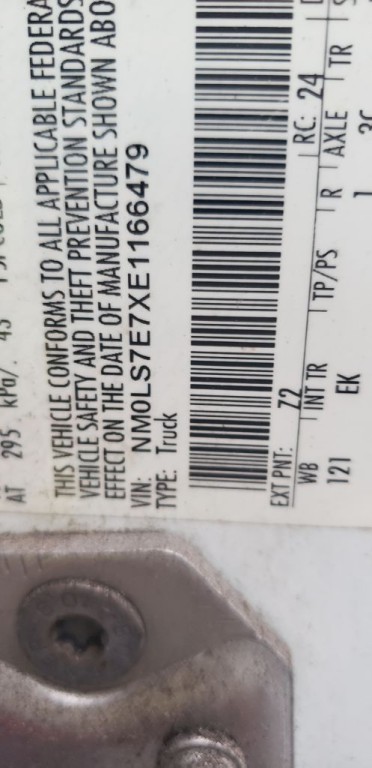 AT 295 kPa/. 43
THIS VEHICLE CONFORMS TO ALL APPLICABLE FEDERA
VEHICLE SAFETY AND THEFT PREVENTION STANDARDS
EFFECT ON THE DATE OF MANUFACTURE SHOWN ABO
VIN: NM0LS7E7XE1166479
TYPE: Truck
EXT PNT: Z2 RC: 24
WB INT TR TP/PS R AXLE TR
121 EK